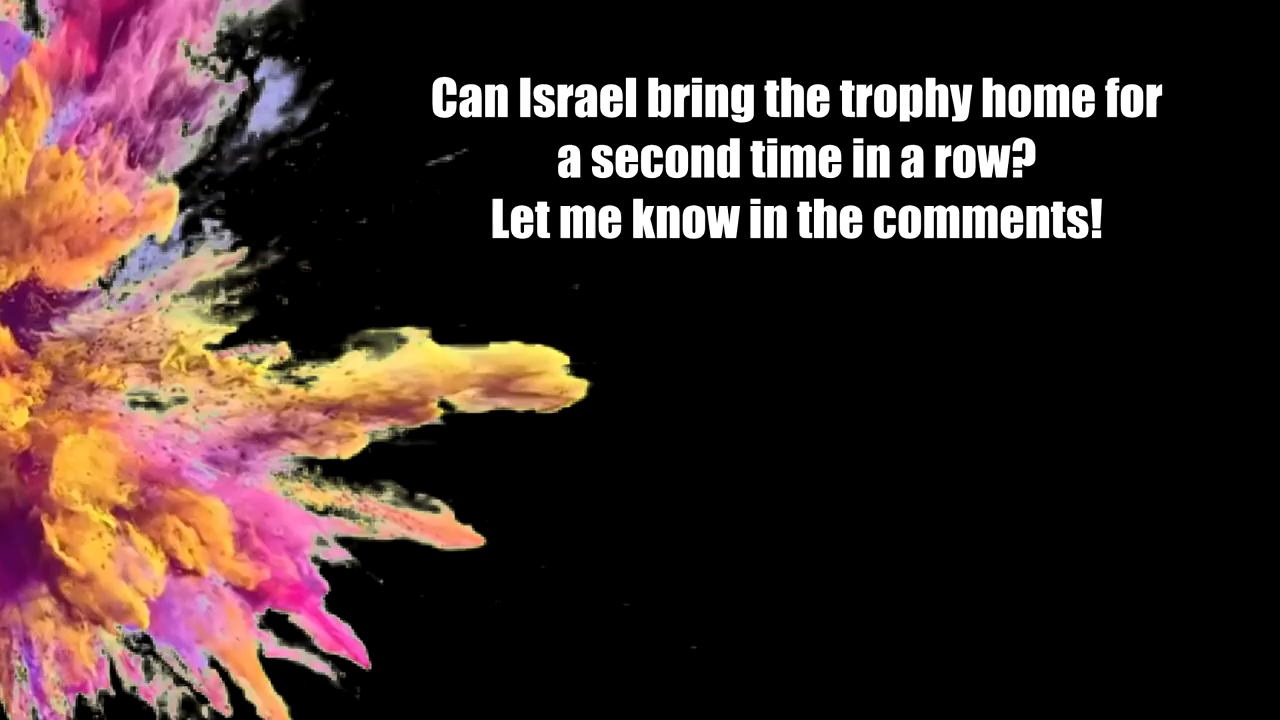 Can Israel bring the trophy home for
a second time in a row?
Let me know in the comments!